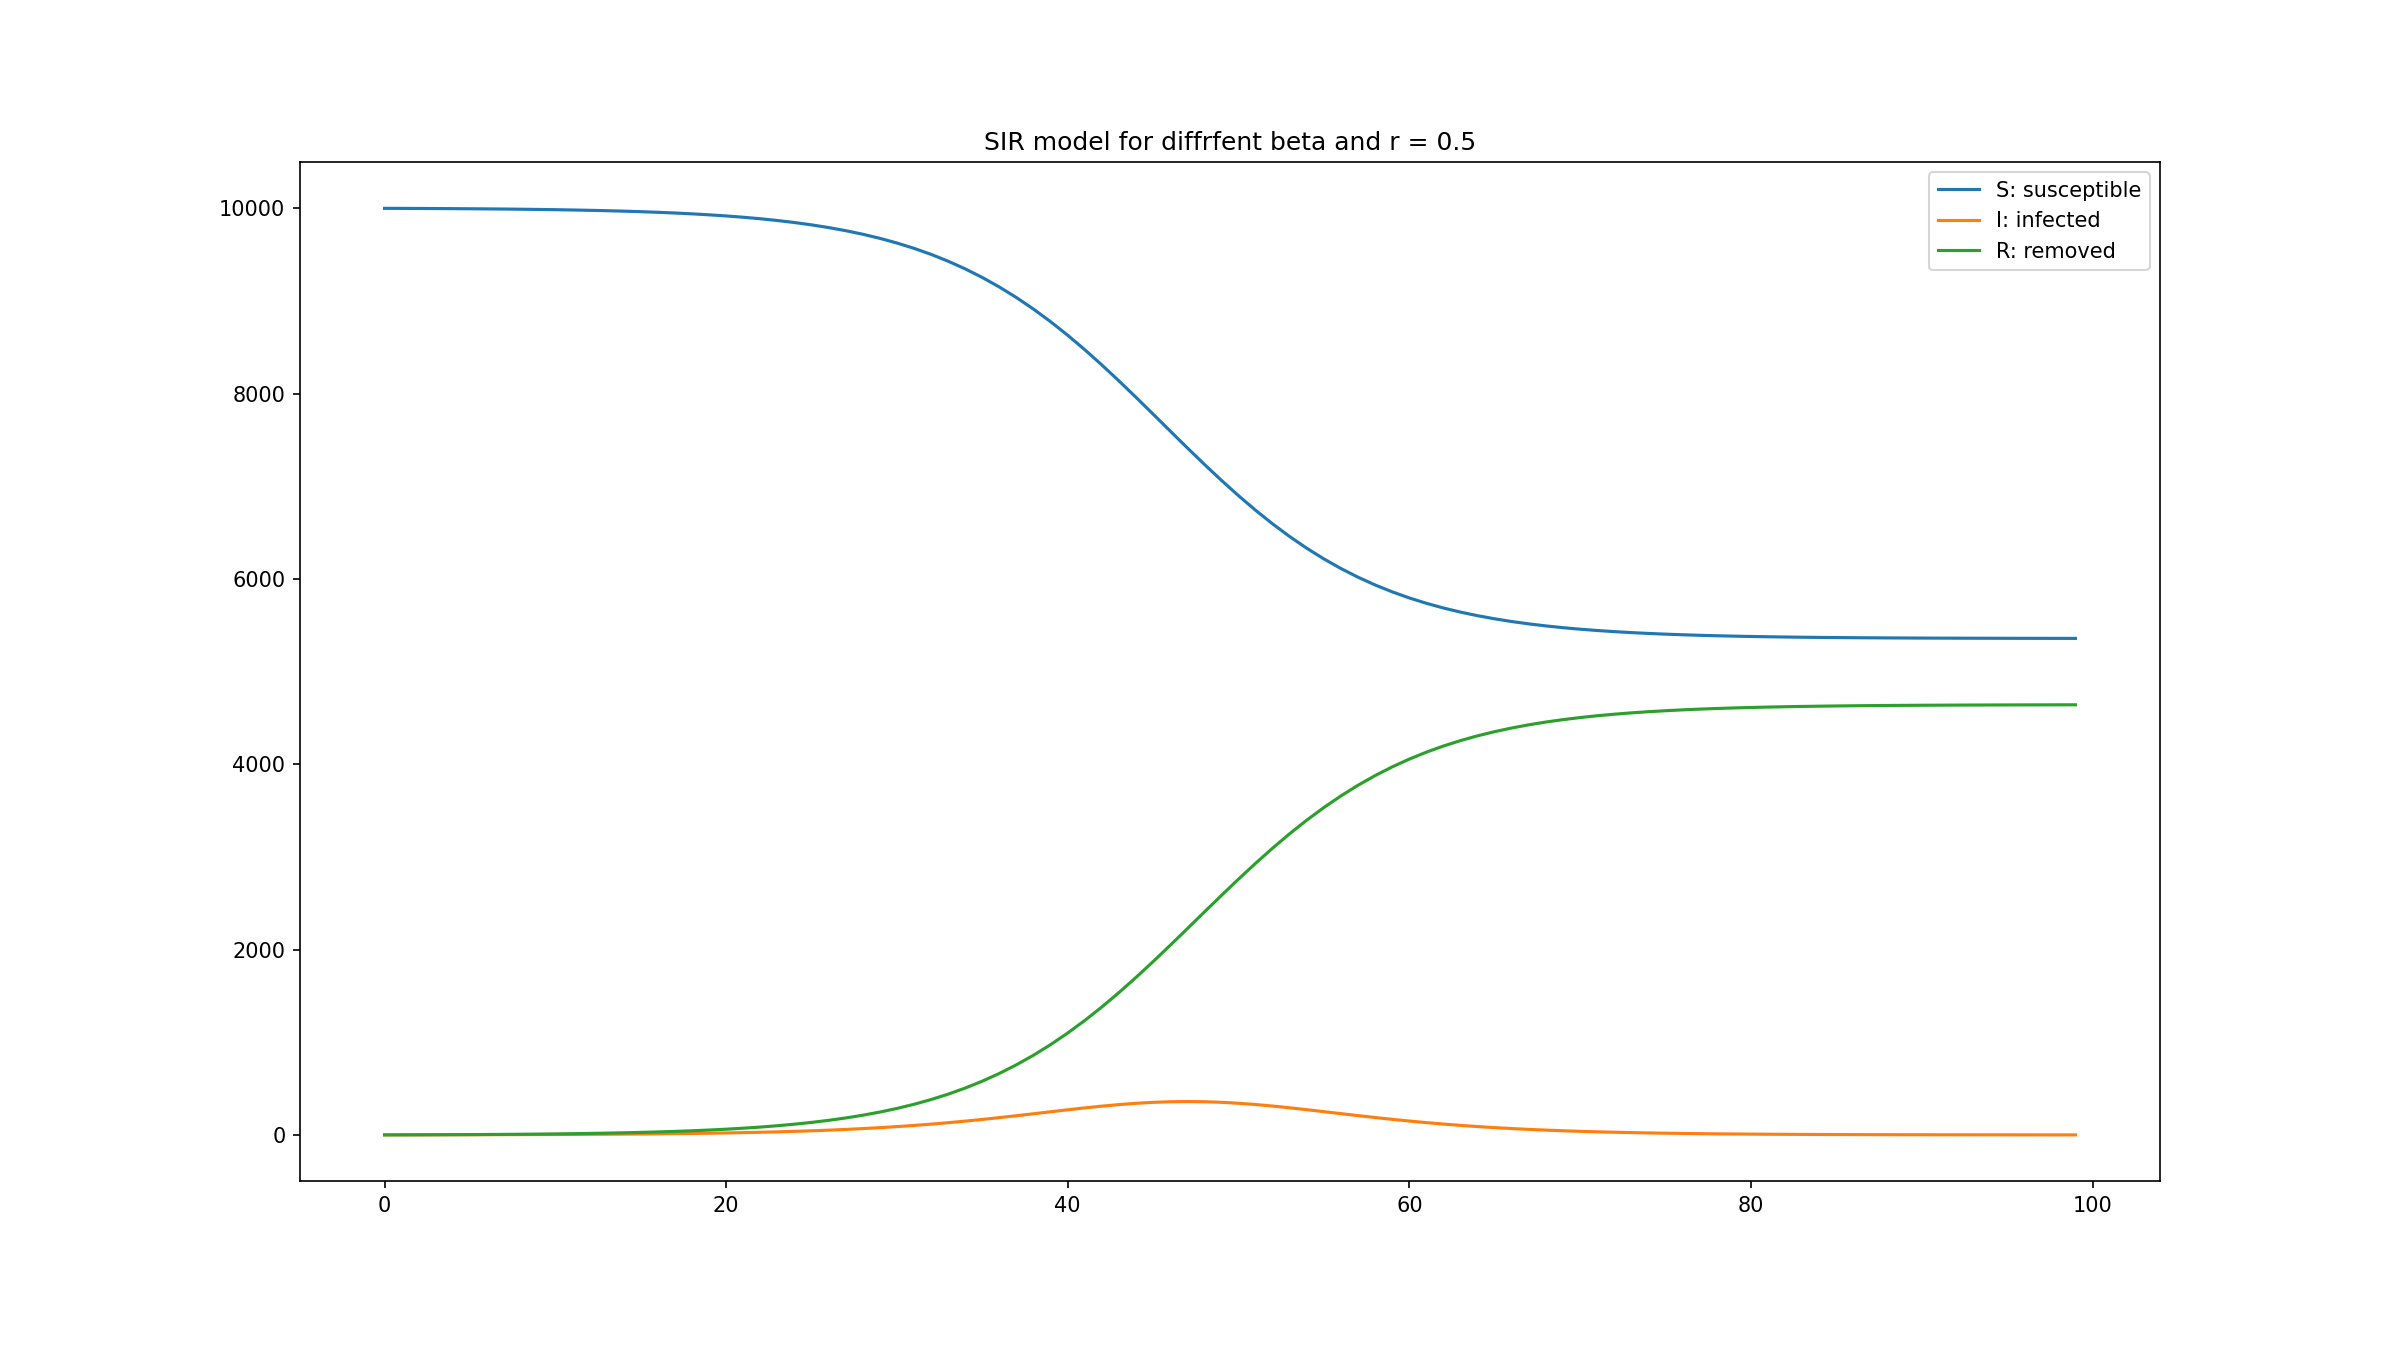 SIR model for diffrfent beta and r = 0.5
S: susceptible
I: infected
R: removed
10000
8000
6000
4000
2000
0
0 20 40 60 80 100